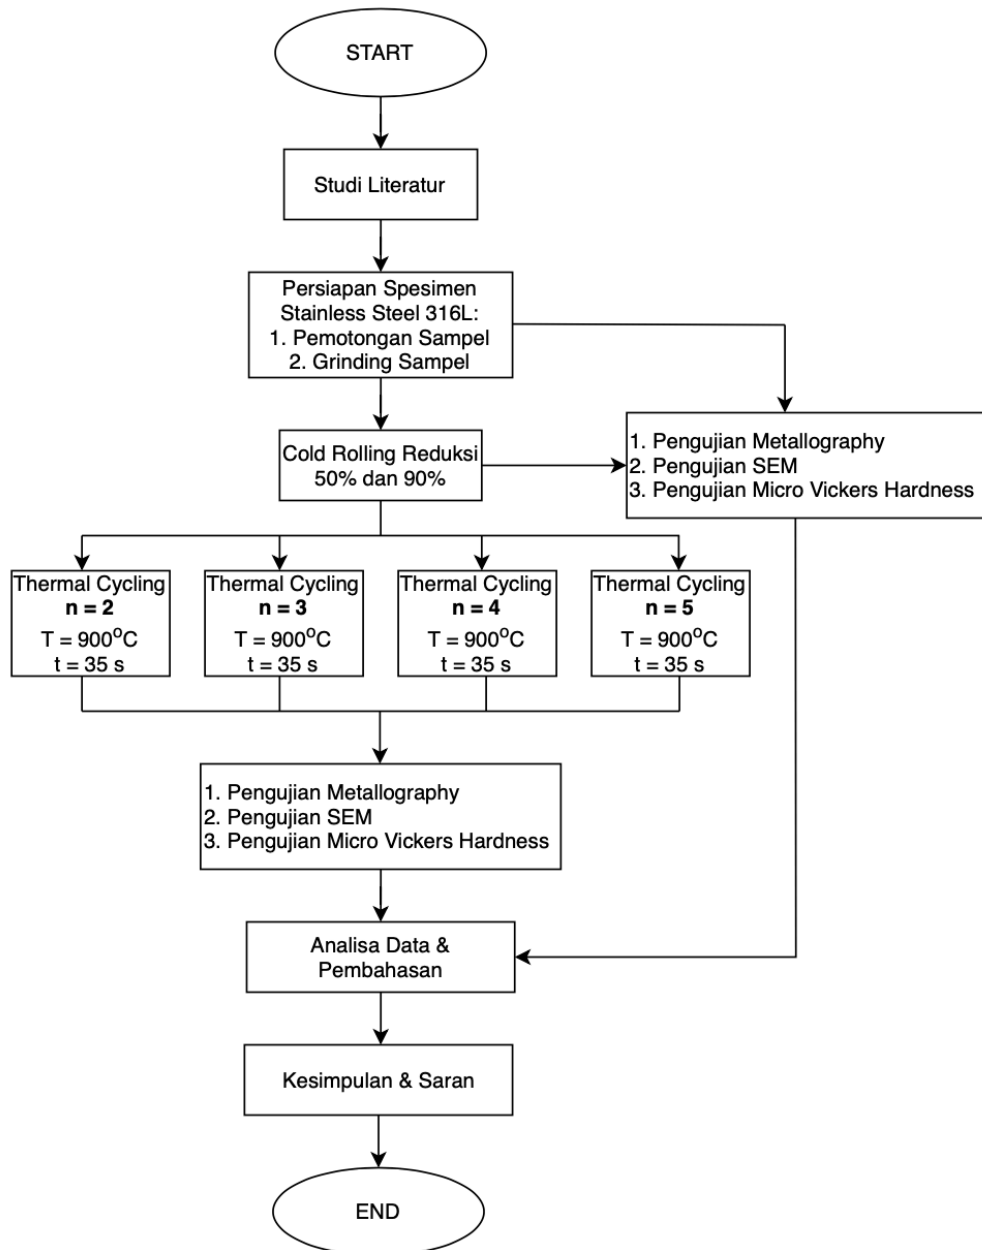 START
Studi Literatur
Persiapan Spesimen
Stainless Steel 316L:
1. Pemotongan Sampel
2. Grinding Sampel
Cold Rolling Reduksi
50% dan 90%
1. Pengujian Metallography
2. Pengujian SEM
3. Pengujian Micro Vickers Hardness
Thermal Cycling
n = 2
T = 900°C
t = 35 s
Thermal Cycling
n = 3
T = 900°C
t = 35 s
Thermal Cycling
n = 4
T = 900°C
t = 35 s
Thermal Cycling
n = 5
T = 900°C
t = 35 s
1. Pengujian Metallography
2. Pengujian SEM
3. Pengujian Micro Vickers Hardness
Analisa Data &
Pembahasan
Kesimpulan & Saran
END